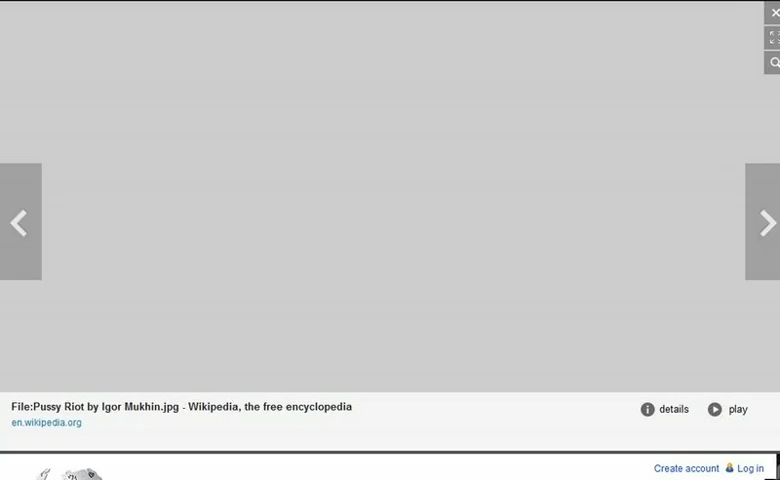 File:Pussy Riot by Igor Mukhin.jpg - Wikipedia, the free encyclopedia
details
play
en.wikipedia.org
Create account
Log in